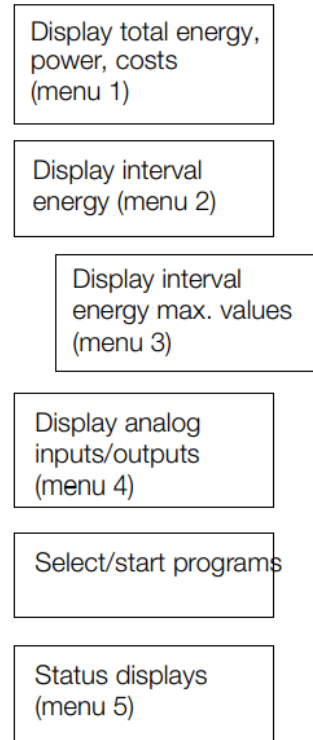 Display total energy,
power, costs
(menu 1)
Display interval
energy (menu 2)
Display interval
energy max. values
(menu 3)
Display analog
inputs/outputs
(menu 4)
Select/start programs
Status displays
(menu 5)